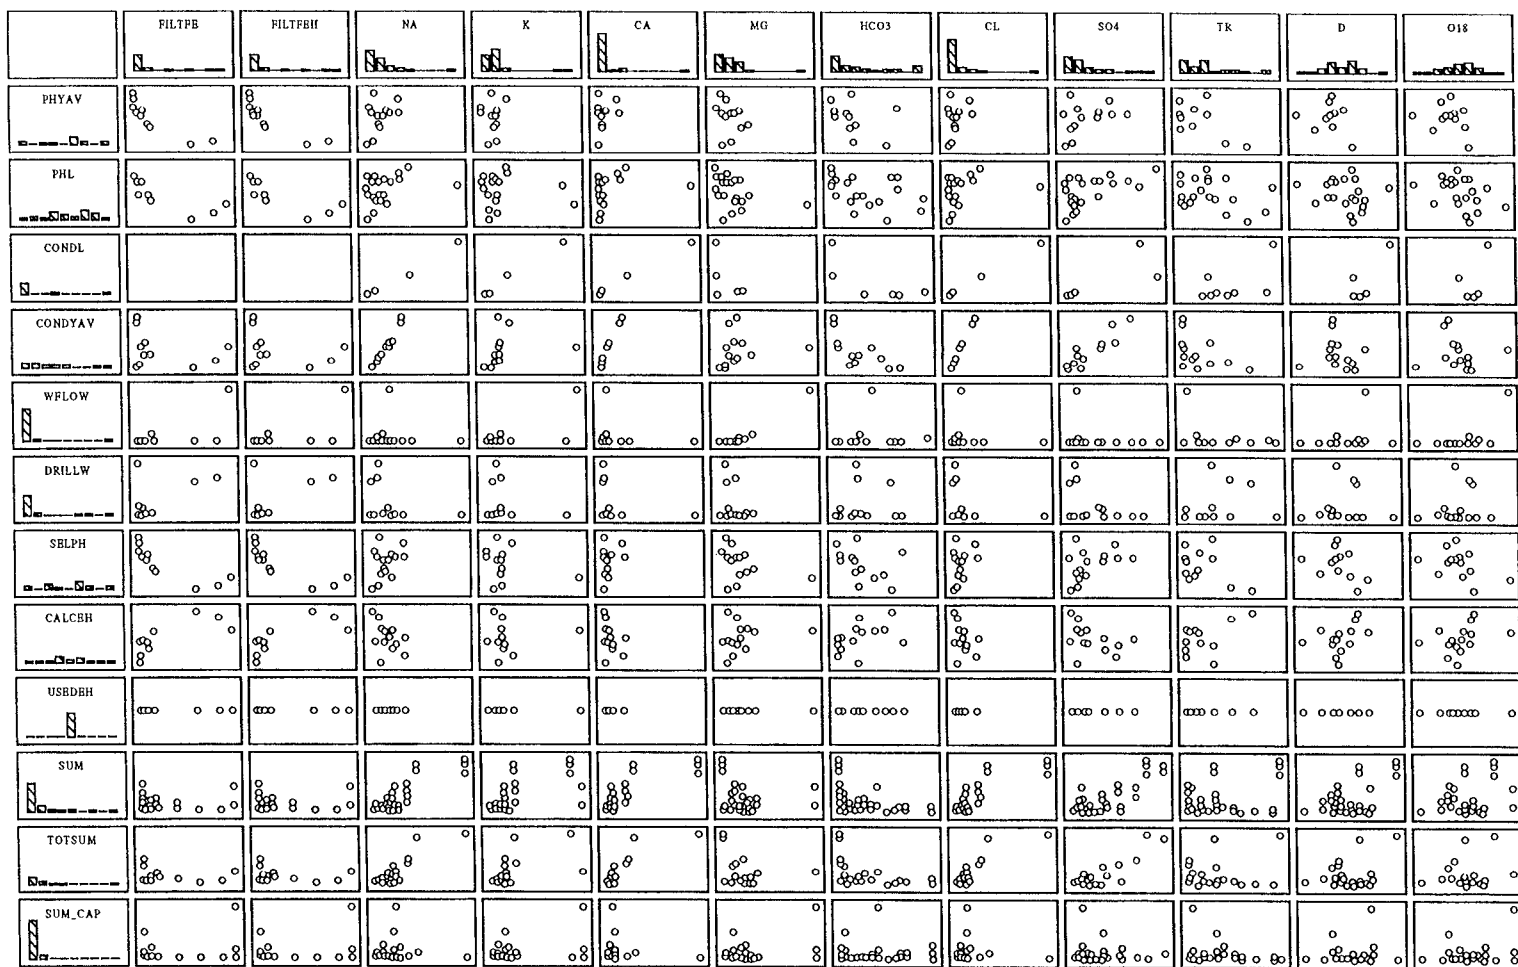 FILTFE FILTFEH NA K CA MG HCO3 CL SO4 TR D O18
PHYAV
PHL
CONDL
CONDYAV
WFLOW
DRILLW
SELPH
CALCEH
USEDEH
SUM
TOTSUM
SUM_CAP